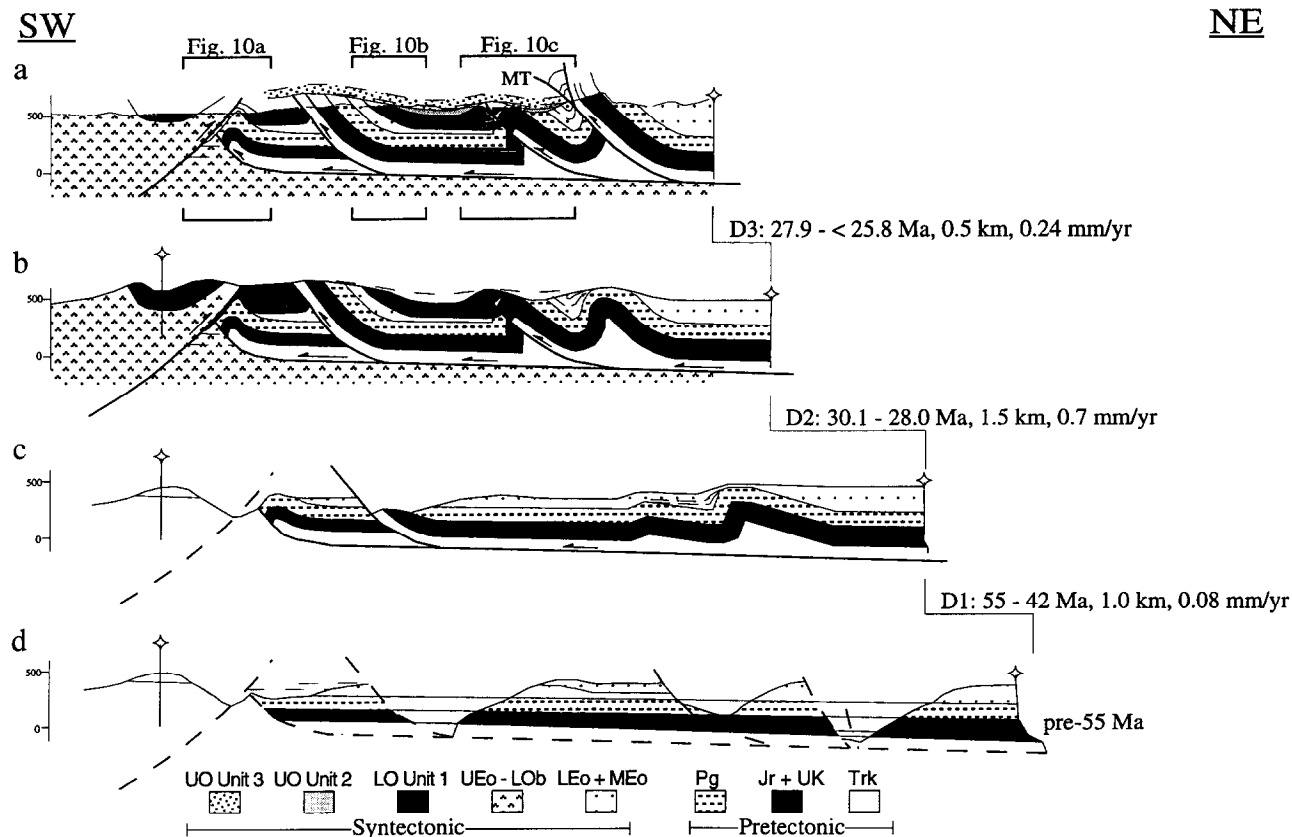 SW
NE
Fig. 10a
Fig. 10b
Fig. 10c
a
MT
500
0
D3: 27.9 - < 25.8 Ma, 0.5 km, 0.24 mm/yr
b
500
0
D2: 30.1 - 28.0 Ma, 1.5 km, 0.7 mm/yr
c
500
0
D1: 55 - 42 Ma, 1.0 km, 0.08 mm/yr
d
500
0
pre-55 Ma
UO Unit 3 UO Unit 2 LO Unit 1 UEo - LOb LEo + MEo Pg Jr + UK Trk
Syntectonic Pretectonic